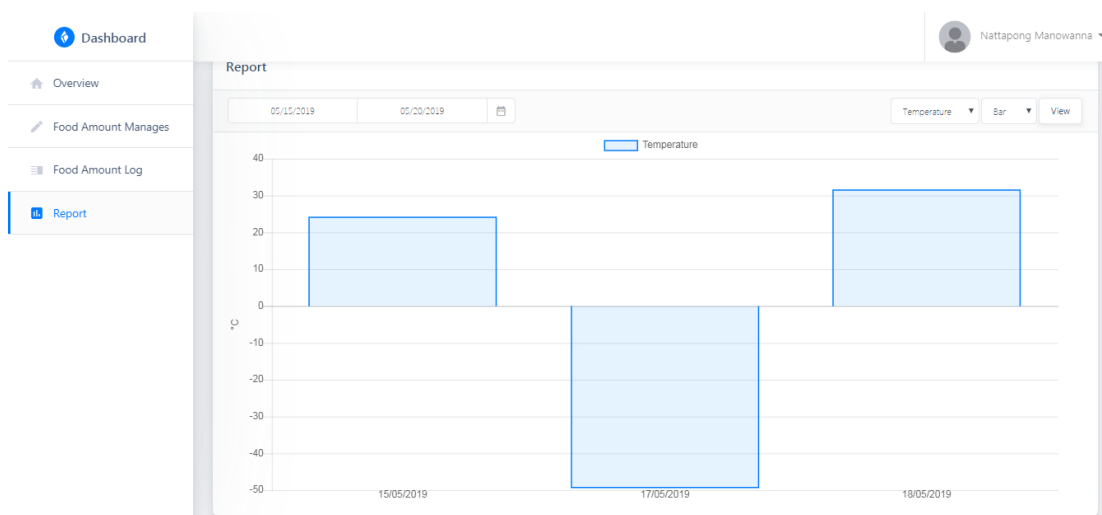 Dashboard
Nattapong Manowanna
Overview
Food Amount Manages
Food Amount Log
Report
Report
05/15/2019 05/20/2019
Temperature Bar View
Temperature
40
30
20
10
0
-10
-20
-30
-40
-50
°C
15/05/2019 17/05/2019 18/05/2019